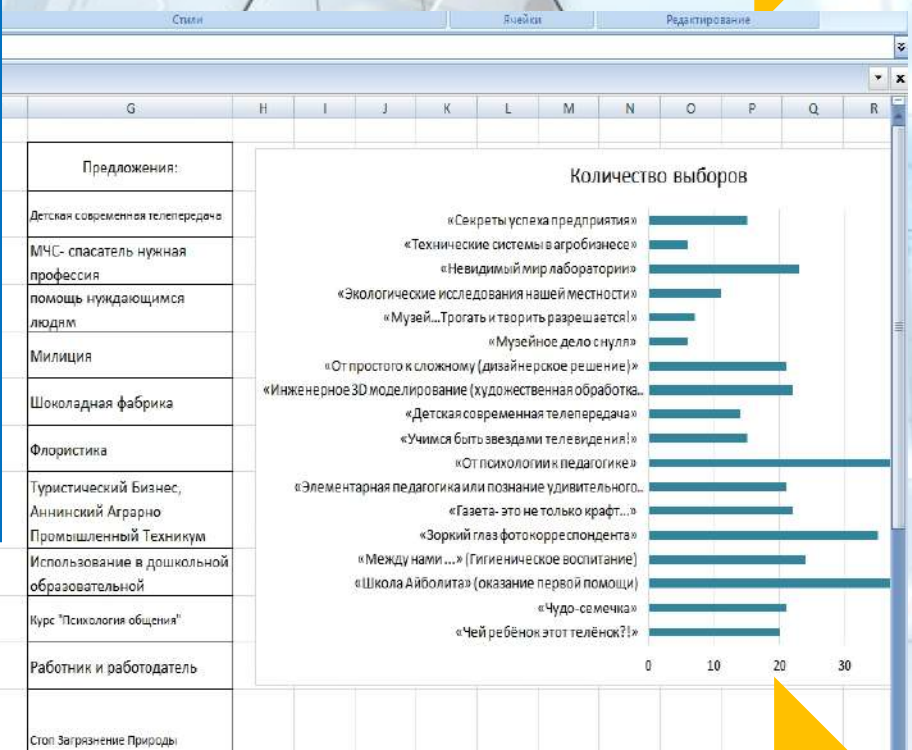 Стили Ячейки Редактирование
G H I J K L M N O P Q R
Предложения:
Детская современная телепередача
МЧС- спасатель нужная
профессия
помощь нуждающимся
людям
Милиция
Шоколадная фабрика
Флористика
Туристический Бизнес,
Аннинский Аграрно
Промышленный Техникум
Использование в дошкольной
образовательной
Курс "Психология общения"
Работник и работодатель
Стоп Загрязнение Природы
Количество выборов
«Секреты успеха предприятия»
«Технические системы в агробизнесе»
«Невидимый мир лаборатории»
«Экологические исследования нашей местности»
«Музей...Трогать и творить разрешается!»
«Музейное дело с нуля»
«От простого к сложному (дизайнерское решение)»
«Инженерное 3D моделирование (художественная обработка..
«Детская современная телепередача»
«Учимся быть звездами телевидения!»
«От психологии к педагогике»
«Элементарная педагогика или познание удивительного..
«Газета- это не только крафт...»
«Зоркий глаз фотокорреспондента»
«Между нами ...» (Гигиеническое воспитание)
«Школа Айболита» (оказание первой помощи)
«Чудо-семечка»
«Чей ребёнок этот телёнок?!»
0 10 20 30